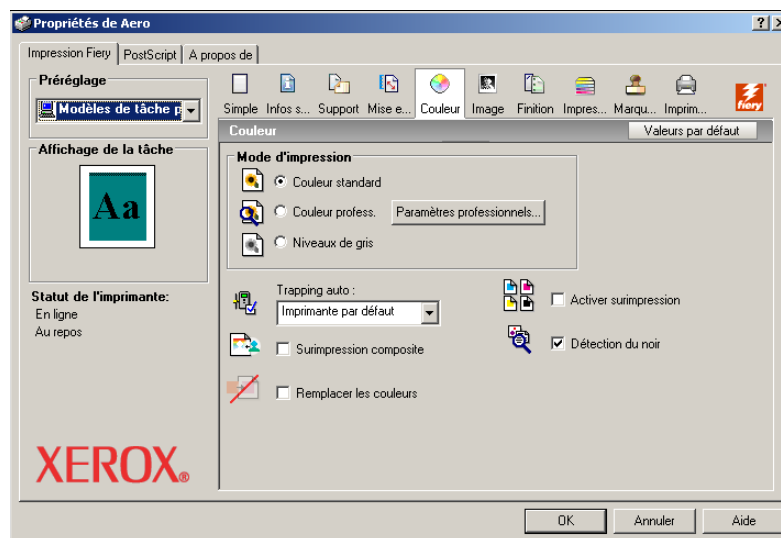 Propriétés de Aero
Impression Fiery PostScript A propos de
Préréglage
Modèles de tâche p
Affichage de la tâche
Aa
Statut de l'imprimante:
En ligne
Au repos
XEROX®
Simple Infos s... Support Mise e... Couleur Image Finition Impres... Marqu... Imprim...
fiery
Couleur Valeurs par défaut
Mode d'impression
Couleur standard
Couleur profess. Paramètres professionnels...
Niveaux de gris
Trapping auto :
Imprimante par défaut
Surimpression composite
Remplacer les couleurs
Activer surimpression
Détection du noir
OK Annuler Aide